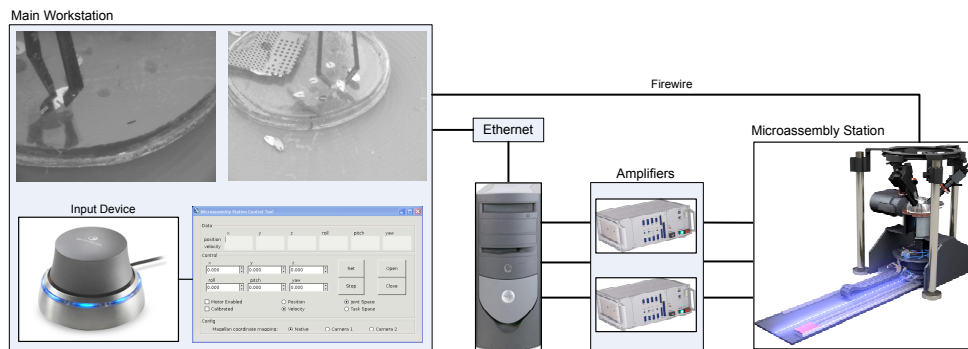 Main Workstation
Firewire
Ethernet
Microassembly Station
Amplifiers
Input Device
Microassembly Station Control Tool
Data
x y z roll pitch yaw
position
velocity
Control
x y z
0.000 0.000 0.000
Set Open
roll pitch yaw
0.000 0.000 0.000
Stop Close
Motor Enabled Position Joint Space
Calibrated Velocity Task Space
Config
Magellan coordinate mapping: Native Camera 1 Camera 2